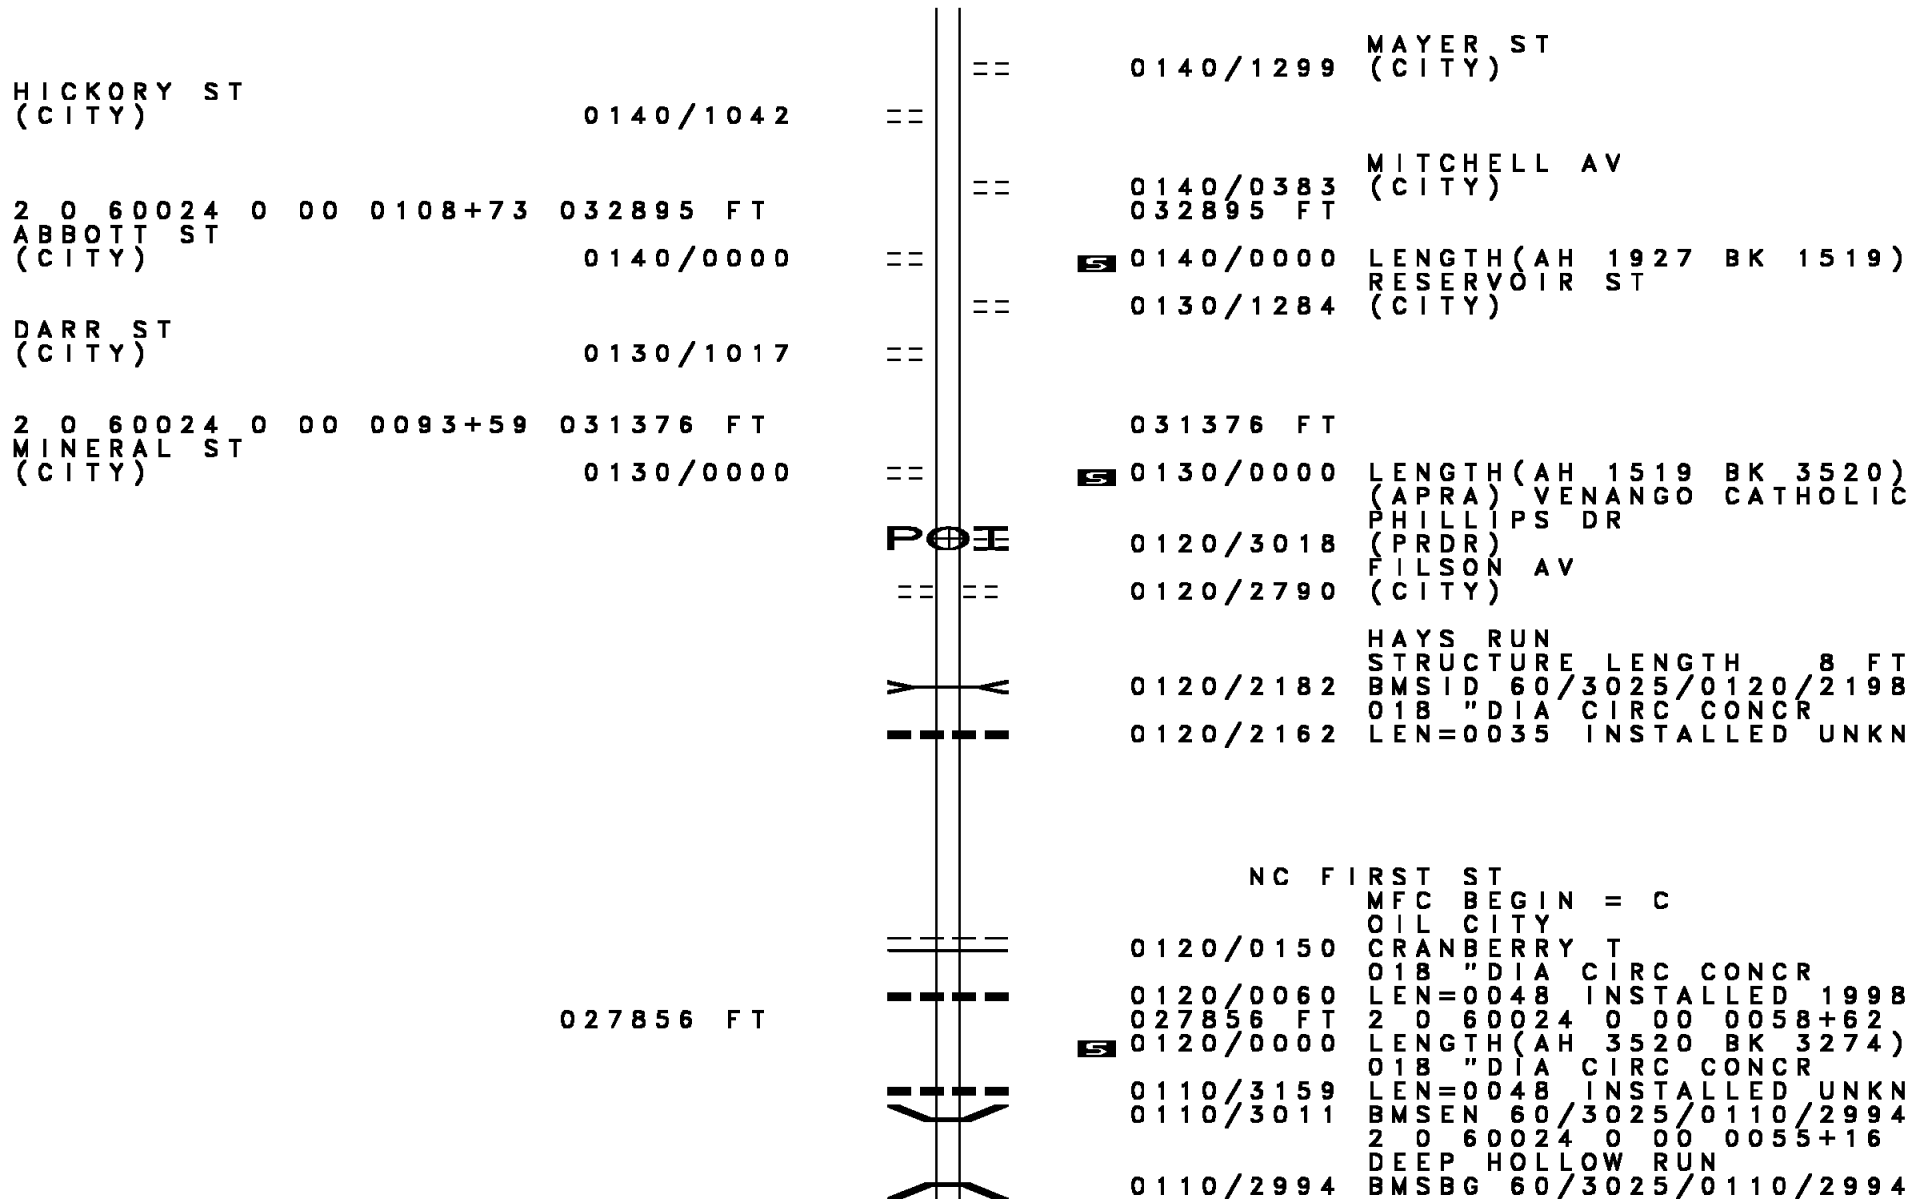 MAYER ST
0140/1299 (CITY)
HICKORY ST
(CITY) 0140/1042
MITCHELL AV
0140/0383 (CITY)
2 0 60024 0 00 0108+73 032895 FT 032895 FT
ABBOTT ST
(CITY) 0140/0000 S 0140/0000 LENGTH(AH 1927 BK 1519)
RESERVOIR ST
0130/1284 (CITY)
DARR ST
(CITY) 0130/1017
2 0 60024 0 00 0093+59 031376 FT 031376 FT
MINERAL ST
(CITY) 0130/0000 S 0130/0000 LENGTH(AH 1519 BK 3520)
(APRA) VENANGO CATHOLIC
PHILLIPS DR
POI 0120/3018 (PRDR)
FILSON AV
0120/2790 (CITY)
HAYS RUN
STRUCTURE LENGTH 8 FT
0120/2182 BMSID 60/3025/0120/2198
018 "DIA CIRC CONCR
0120/2162 LEN=0035 INSTALLED UNKN
NC FIRST ST
MFC BEGIN = C
OIL CITY
0120/0150 CRANBERRY T
018 "DIA CIRC CONCR
0120/0060 LEN=0048 INSTALLED 1998
027856 FT 027856 FT 2 0 60024 0 00 0058+62
S 0120/0000 LENGTH(AH 3520 BK 3274)
018 "DIA CIRC CONCR
0110/3159 LEN=0048 INSTALLED UNKN
0110/3011 BMSEN 60/3025/0110/2994
2 0 60024 0 00 0055+16
DEEP HOLLOW RUN
0110/2994 BMSBG 60/3025/0110/2994